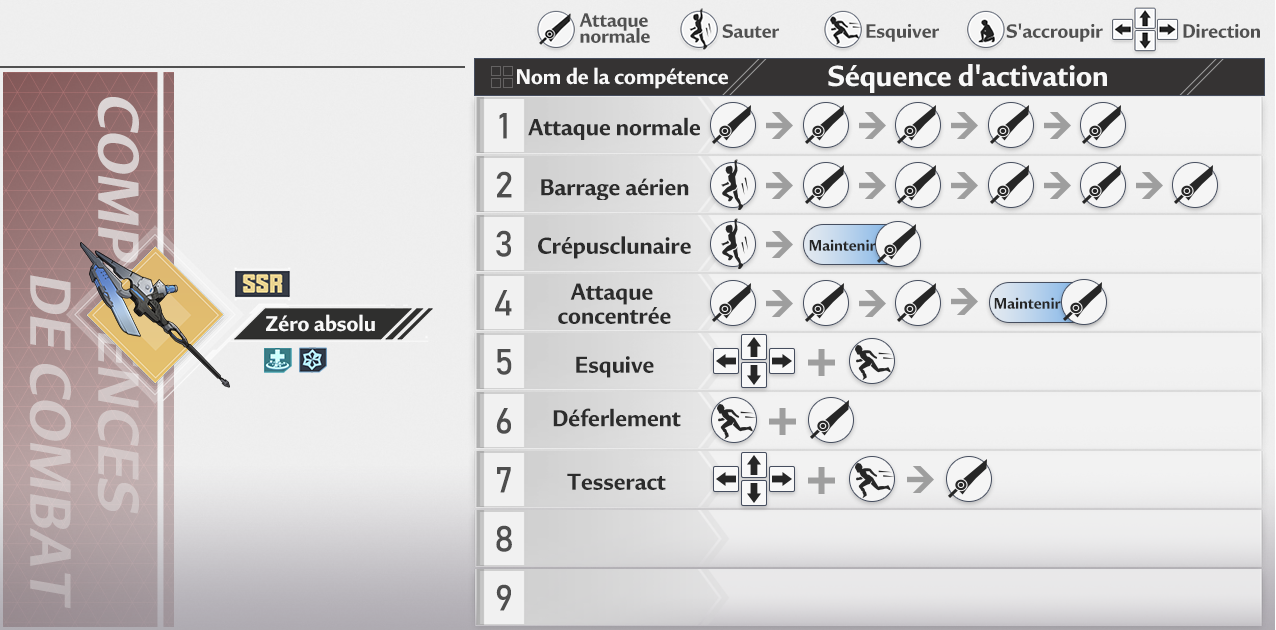 Attaque
normale
Sauter
Esquiver
S'accroupir
Direction
Nom de la compétence
Séquence d'activation
COMPÉTENCES
DE COMBAT
SSR
Zéro absolu
1 Attaque normale
2 Barrage aérien
3 Crépusclunaire Maintenir
4 Attaque
concentrée Maintenir
5 Esquive
6 Déferlement
7 Tesseract
8
9